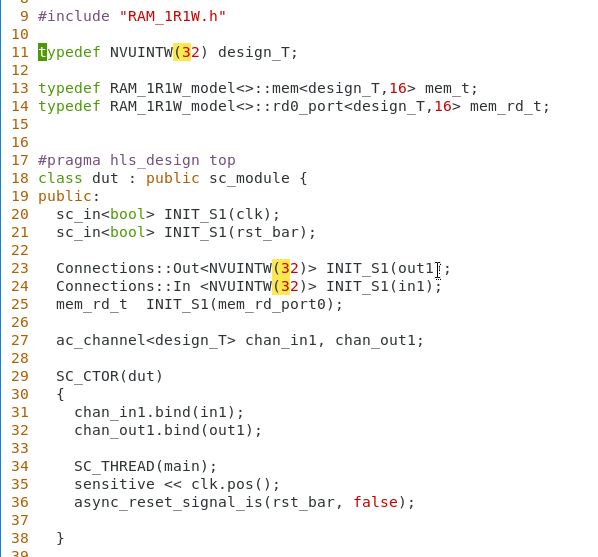 9 #include "RAM_1R1W.h"
10
11 typedef NVUINTW(32) design_T;
12
13 typedef RAM_1R1W_model<>::mem<design_T,16> mem_t;
14 typedef RAM_1R1W_model<>::rd0_port<design_T,16> mem_rd_t;
15
16
17 #pragma hls_design top
18 class dut : public sc_module {
19 public:
20   sc_in<bool> INIT_S1(clk);
21   sc_in<bool> INIT_S1(rst_bar);
22
23   Connections::Out<NVUINTW(32)> INIT_S1(out1);
24   Connections::In <NVUINTW(32)> INIT_S1(in1);
25   mem_rd_t  INIT_S1(mem_rd_port0);
26
27   ac_channel<design_T> chan_in1, chan_out1;
28
29   SC_CTOR(dut)
30   {
31     chan_in1.bind(in1);
32     chan_out1.bind(out1);
33
34     SC_THREAD(main);
35     sensitive << clk.pos();
36     async_reset_signal_is(rst_bar, false);
37
38   }